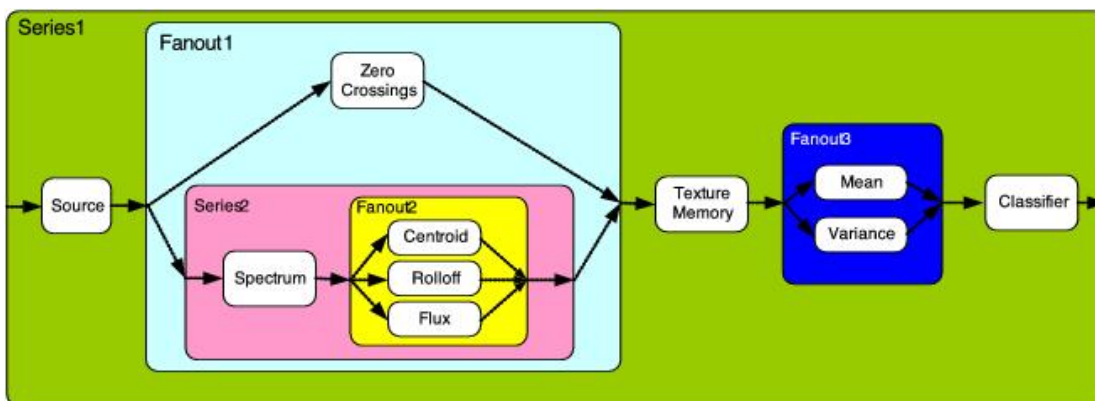 Series1
Fanout1
Zero
Crossings
Source
Series2
Spectrum
Fanout2
Centroid
Rolloff
Flux
Texture
Memory
Fanout3
Mean
Variance
Classifier